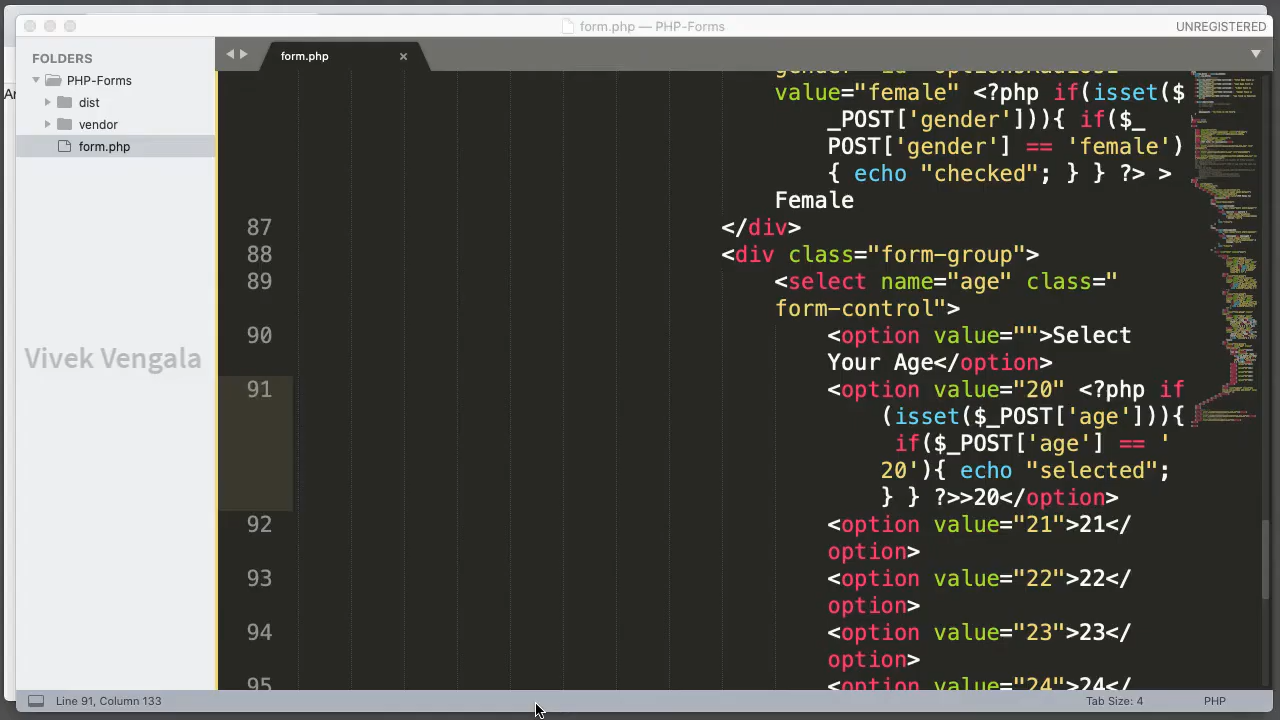 form.php — PHP-Forms
UNREGISTERED
FOLDERS
PHP-Forms
dist
vendor
form.php
form.php
Vivek Vengala
value="female" <?php if(isset($
_POST['gender'])){ if($_
POST['gender'] == 'female')
{ echo "checked"; } } ?> >
Female
87 </div>
88 <div class="form-group">
89 <select name="age" class="
form-control">
90 <option value="">Select
Your Age</option>
91 <option value="20" <?php if
(isset($_POST['age'])){
if($_POST['age'] == '
20'){ echo "selected";
} } ?>>20</option>
92 <option value="21">21</
option>
93 <option value="22">22</
option>
94 <option value="23">23</
option>
95 <option value="24">24</
Line 91, Column 133
Tab Size: 4
PHP